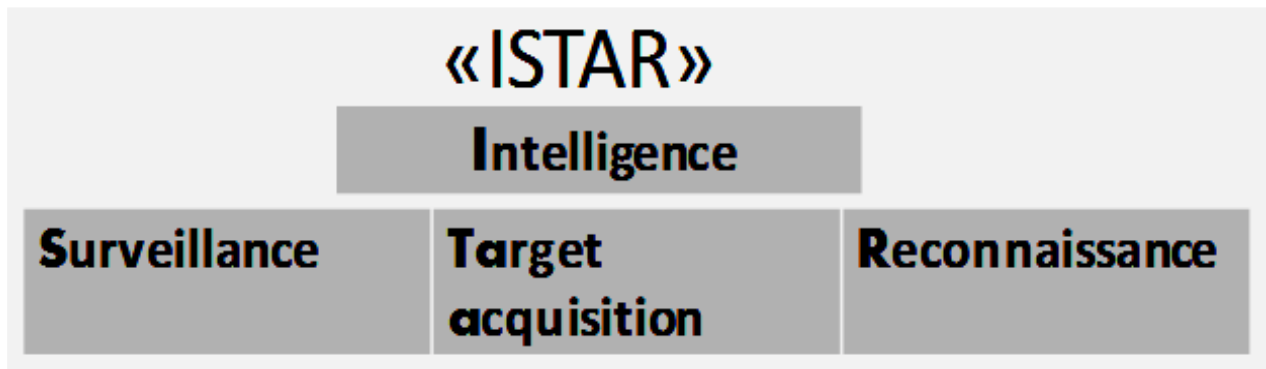 «ISTAR»
Intelligence
Surveillance
Target
acquisition
Reconnaissance